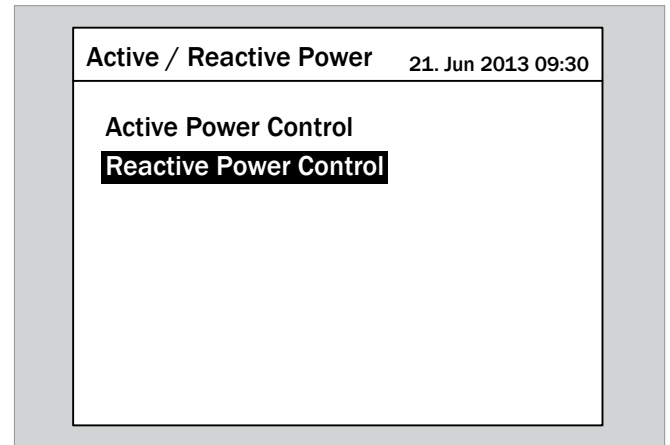 Active / Reactive Power 21. Jun 2013 09:30
Active Power Control
Reactive Power Control